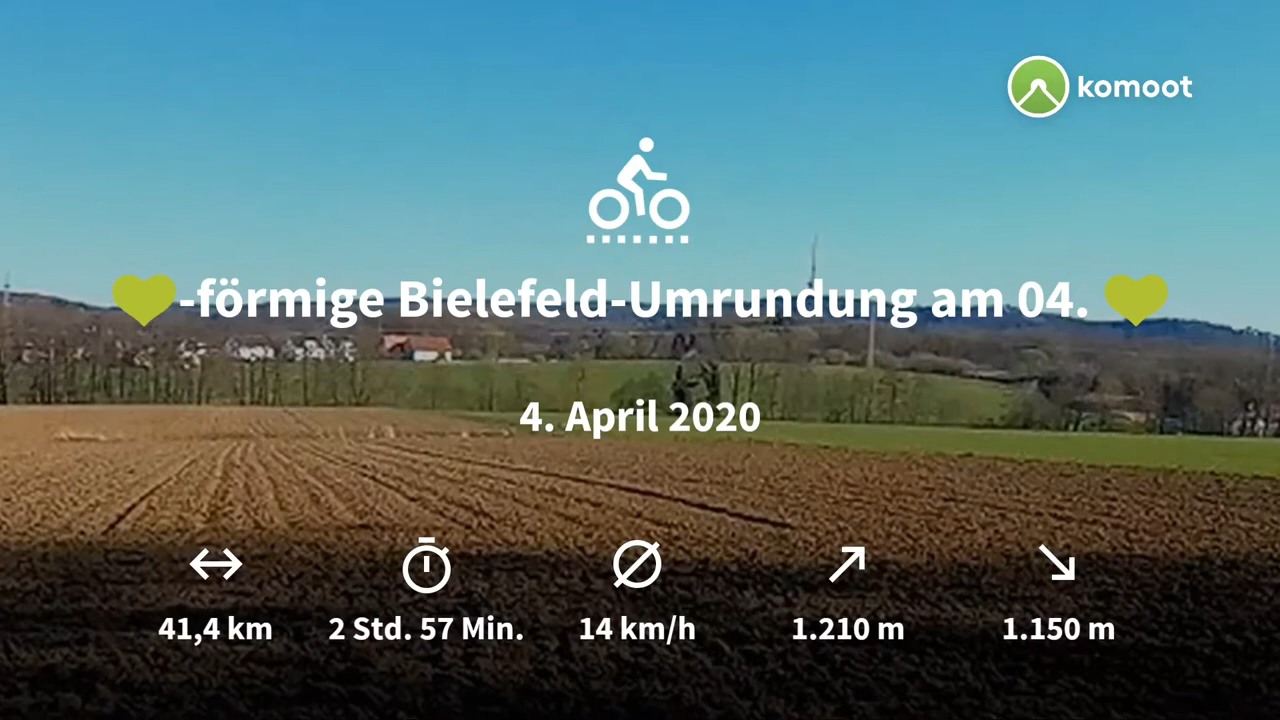 komoot
💚-förmige Bielefeld-Umrundung am 04. 💚
4. April 2020
41,4 km
2 Std. 57 Min.
14 km/h
1.210 m
1.150 m